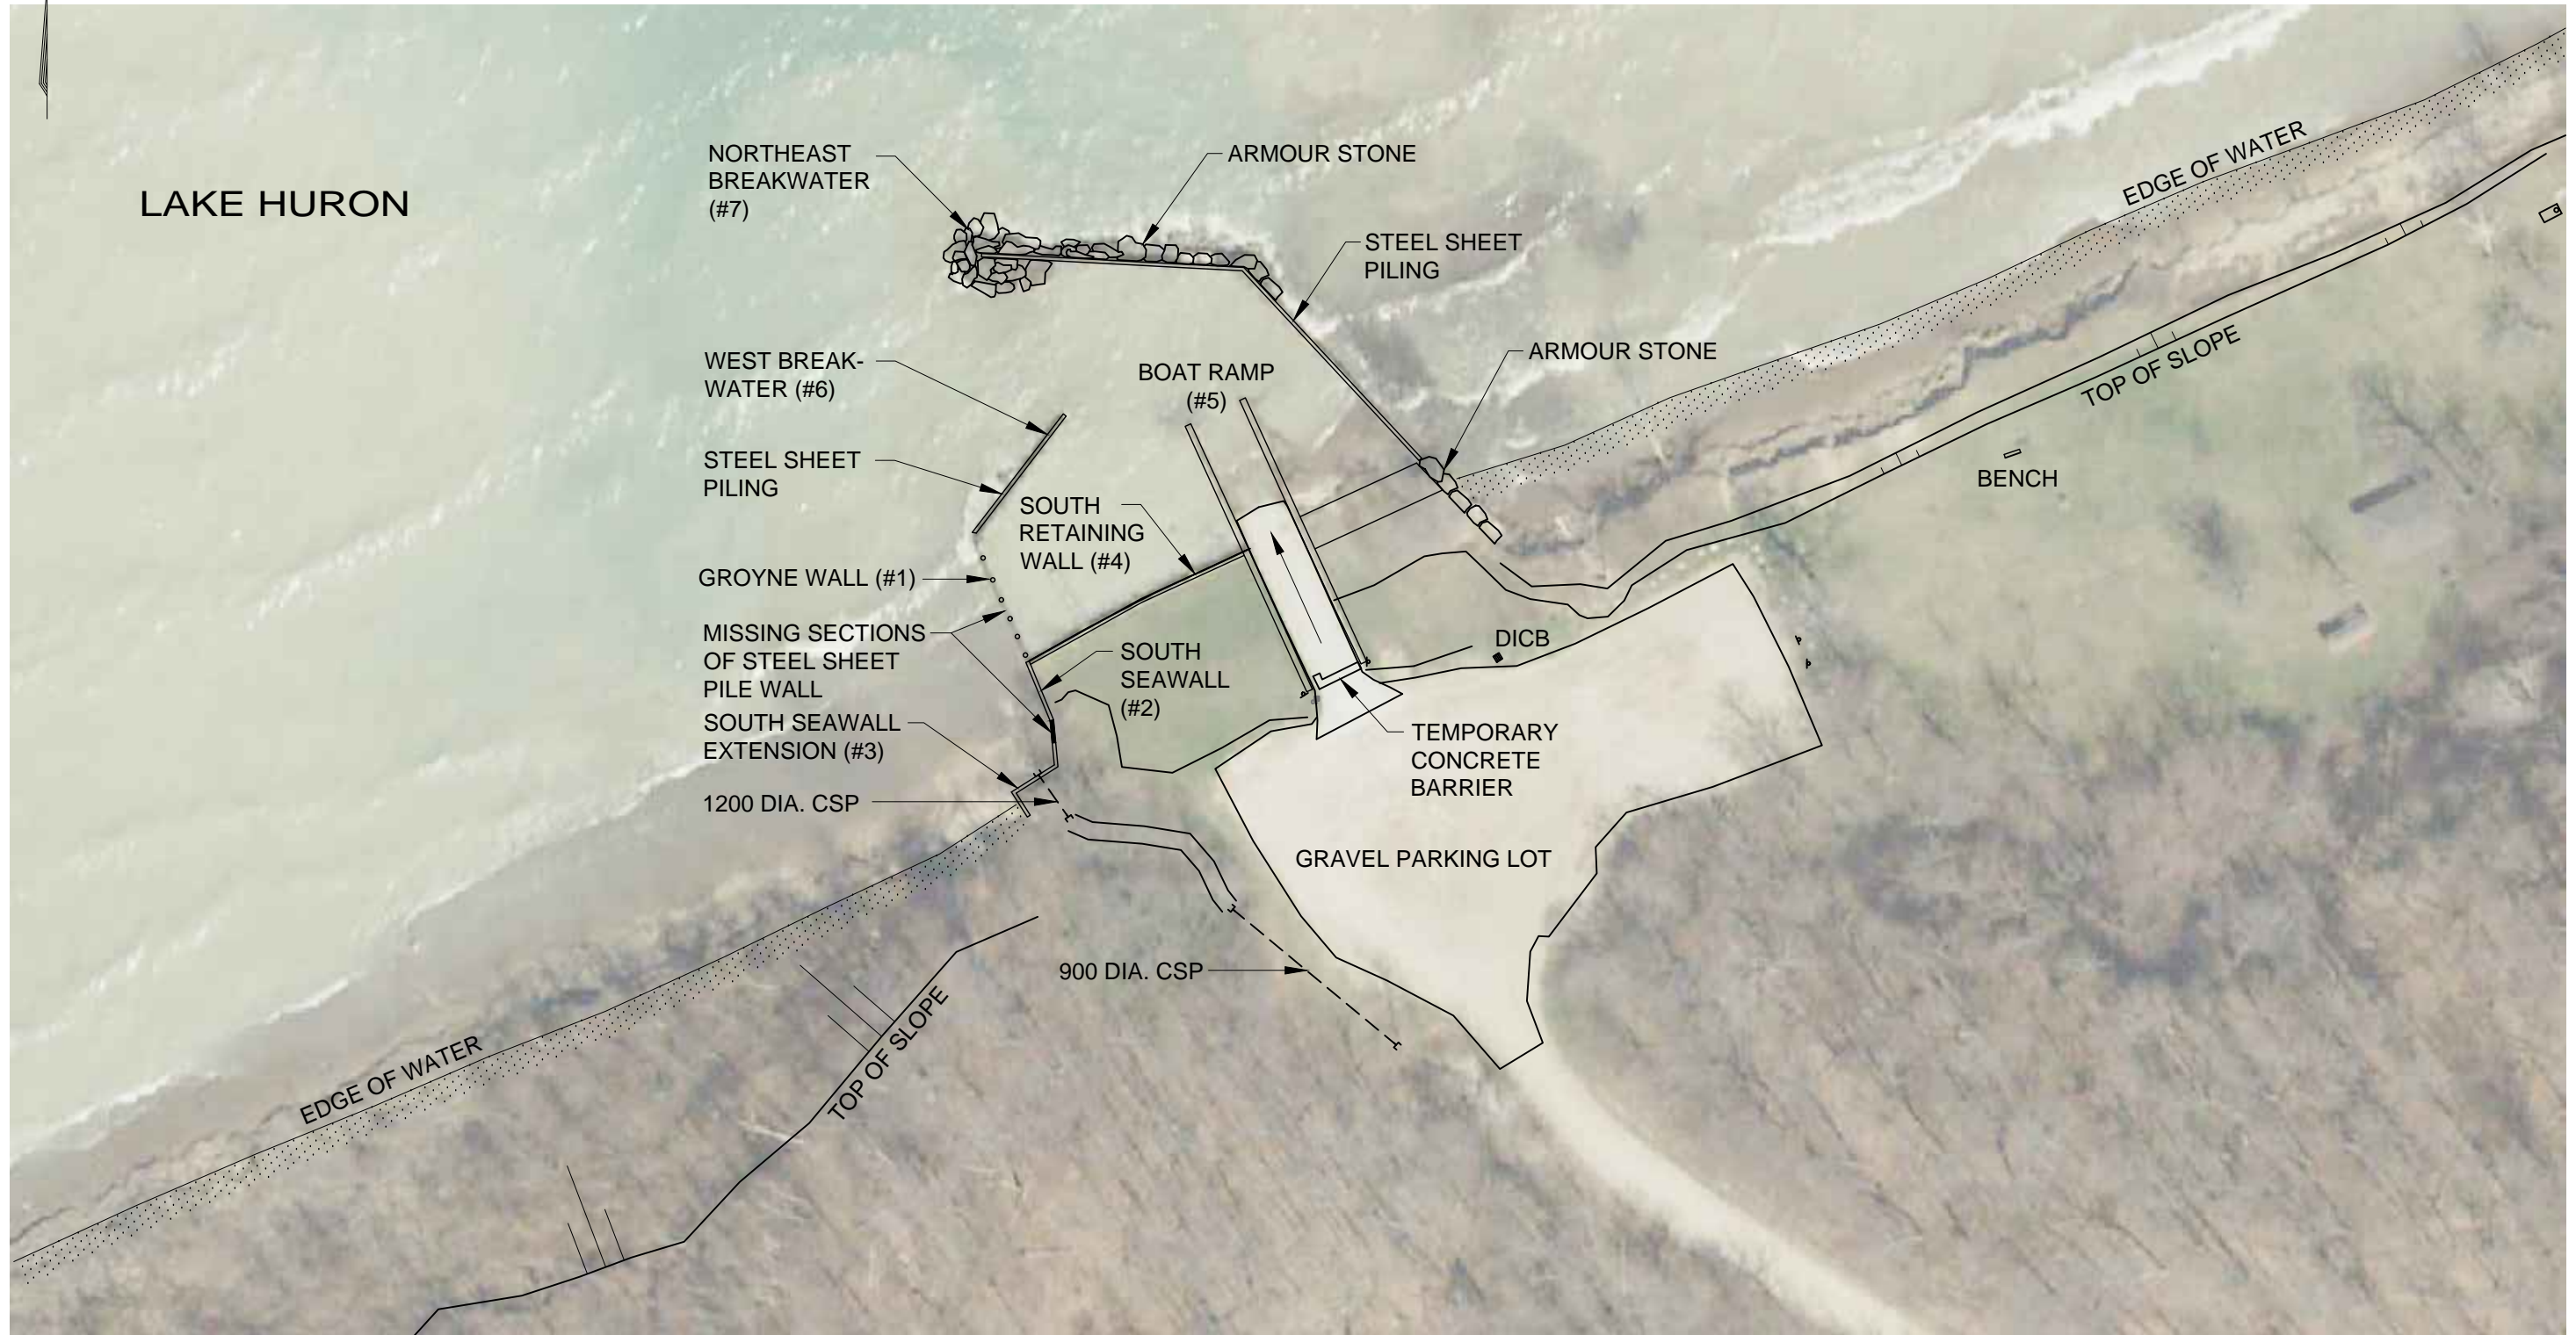 LAKE HURON
NORTHEAST
BREAKWATER
(#7)
ARMOUR STONE
STEEL SHEET
PILING
EDGE OF WATER
WEST BREAK-
WATER (#6)
BOAT RAMP
(#5)
ARMOUR STONE
TOP OF SLOPE
STEEL SHEET
PILING
SOUTH
RETAINING
WALL (#4)
BENCH
GROYNE WALL (#1)
MISSING SECTIONS
OF STEEL SHEET
PILE WALL
SOUTH
SEAWALL
(#2)
DICB
SOUTH SEAWALL
EXTENSION (#3)
TEMPORARY
CONCRETE
BARRIER
1200 DIA. CSP
GRAVEL PARKING LOT
900 DIA. CSP
TOP OF SLOPE
EDGE OF WATER